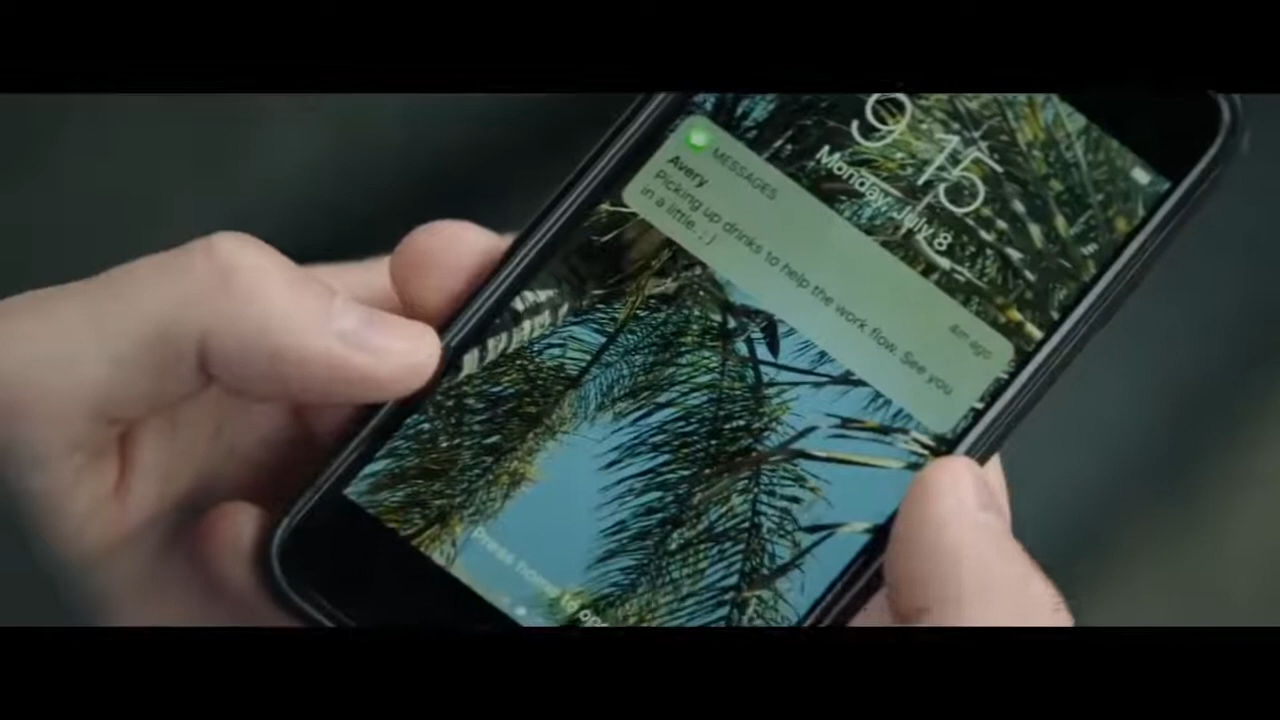 9:15
Monday, July 8
MESSAGES
4m ago
Avery
Picking up drinks to help the work flow. See you
in a little. ;)
Press home to open